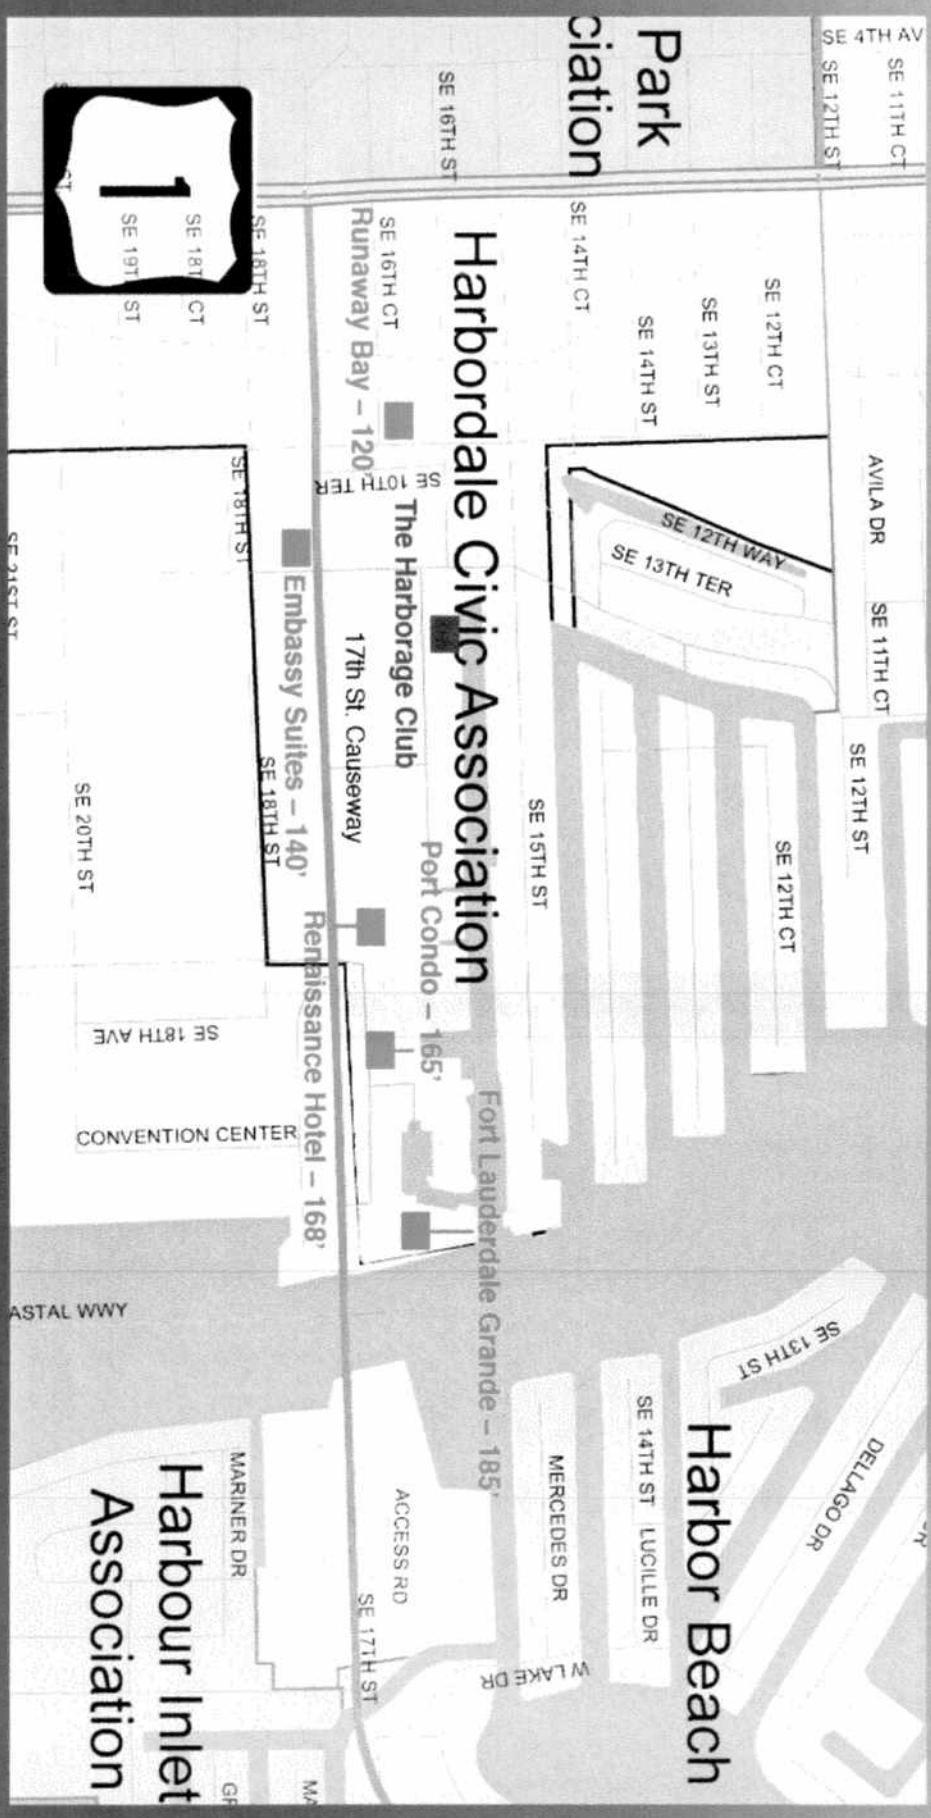 SE 4TH AV
SE 11TH CT
SE 12TH ST
Park
ciation
SE 16TH ST
1
SE 18TH ST
SE 18T CT
SE 19T ST
SE 16TH CT
SE 14TH CT
SE 12TH CT
SE 13TH ST
SE 14TH ST
AVILA DR
SE 11TH CT
SE 12TH ST
SE 12TH WAY
SE 13TH TER
SE 12TH CT
SE 15TH ST
Harbordale Civic Association
Runaway Bay – 120'
SE 10TH TER
The Harborage Club
17th St. Causeway
Embassy Suites – 140'
Port Condo – 165'
Renaissance Hotel – 168'
Fort Lauderdale Grande – 185'
SE 18TH ST
SE 18TH ST
SE 21ST ST
SE 20TH ST
SE 18TH AVE
CONVENTION CENTER
ASTAL WWY
SE 13TH ST
DELLAGO DR
Harbor Beach
SE 14TH ST
LUCILLE DR
MERCEDES DR
W LAKE DR
ACCESS RD
SE 17TH ST
MARINER DR
Harbour Inlet
Association
MA